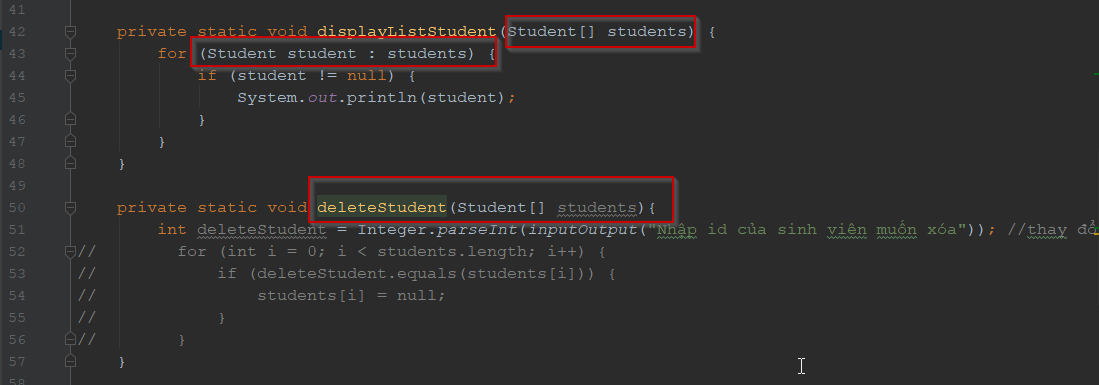 41
42 private static void displayListStudent(Student[] students) {
43 for (Student student : students) {
44 if (student != null) {
45 System.out.println(student);
46 }
47 }
48 }
49
50 private static void deleteStudent(Student[] students){
51 int deleteStudent = Integer.parseInt(inputOutput("Nhập id của sinh viên muốn xóa")); //thay đổ
52 // for (int i = 0; i < students.length; i++) {
53 // if (deleteStudent.equals(students[i])) {
54 // students[i] = null;
55 // }
56 // }
57 }
58